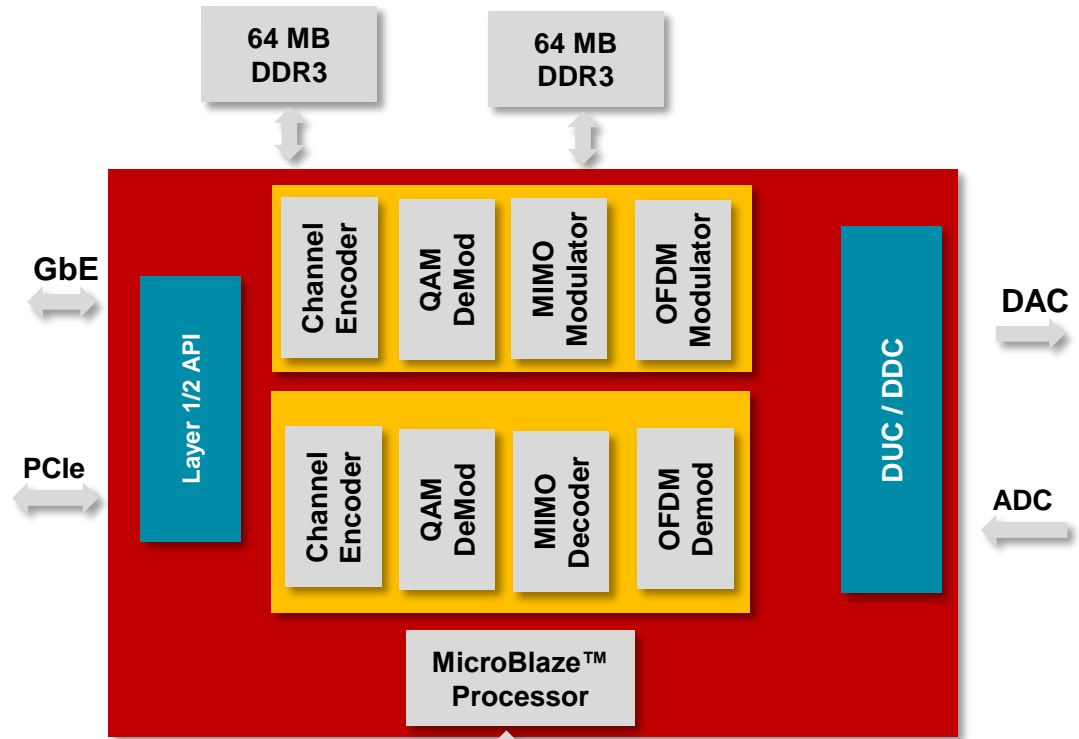 64 MB
DDR3
64 MB
DDR3
GbE
PCIe
Layer 1/2 API
Channel
Encoder
QAM
DeMod
MIMO
Modulator
OFDM
Modulator
Channel
Encoder
QAM
DeMod
MIMO
Decoder
OFDM
Demod
DUC / DDC
DAC
ADC
MicroBlaze™
Processor